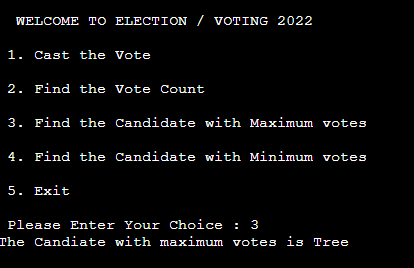 WELCOME TO ELECTION / VOTING 2022
1. Cast the Vote
2. Find the Vote Count
3. Find the Candidate with Maximum votes
4. Find the Candidate with Minimum votes
5. Exit
Please Enter Your Choice : 3
The Candiate with maximum votes is Tree